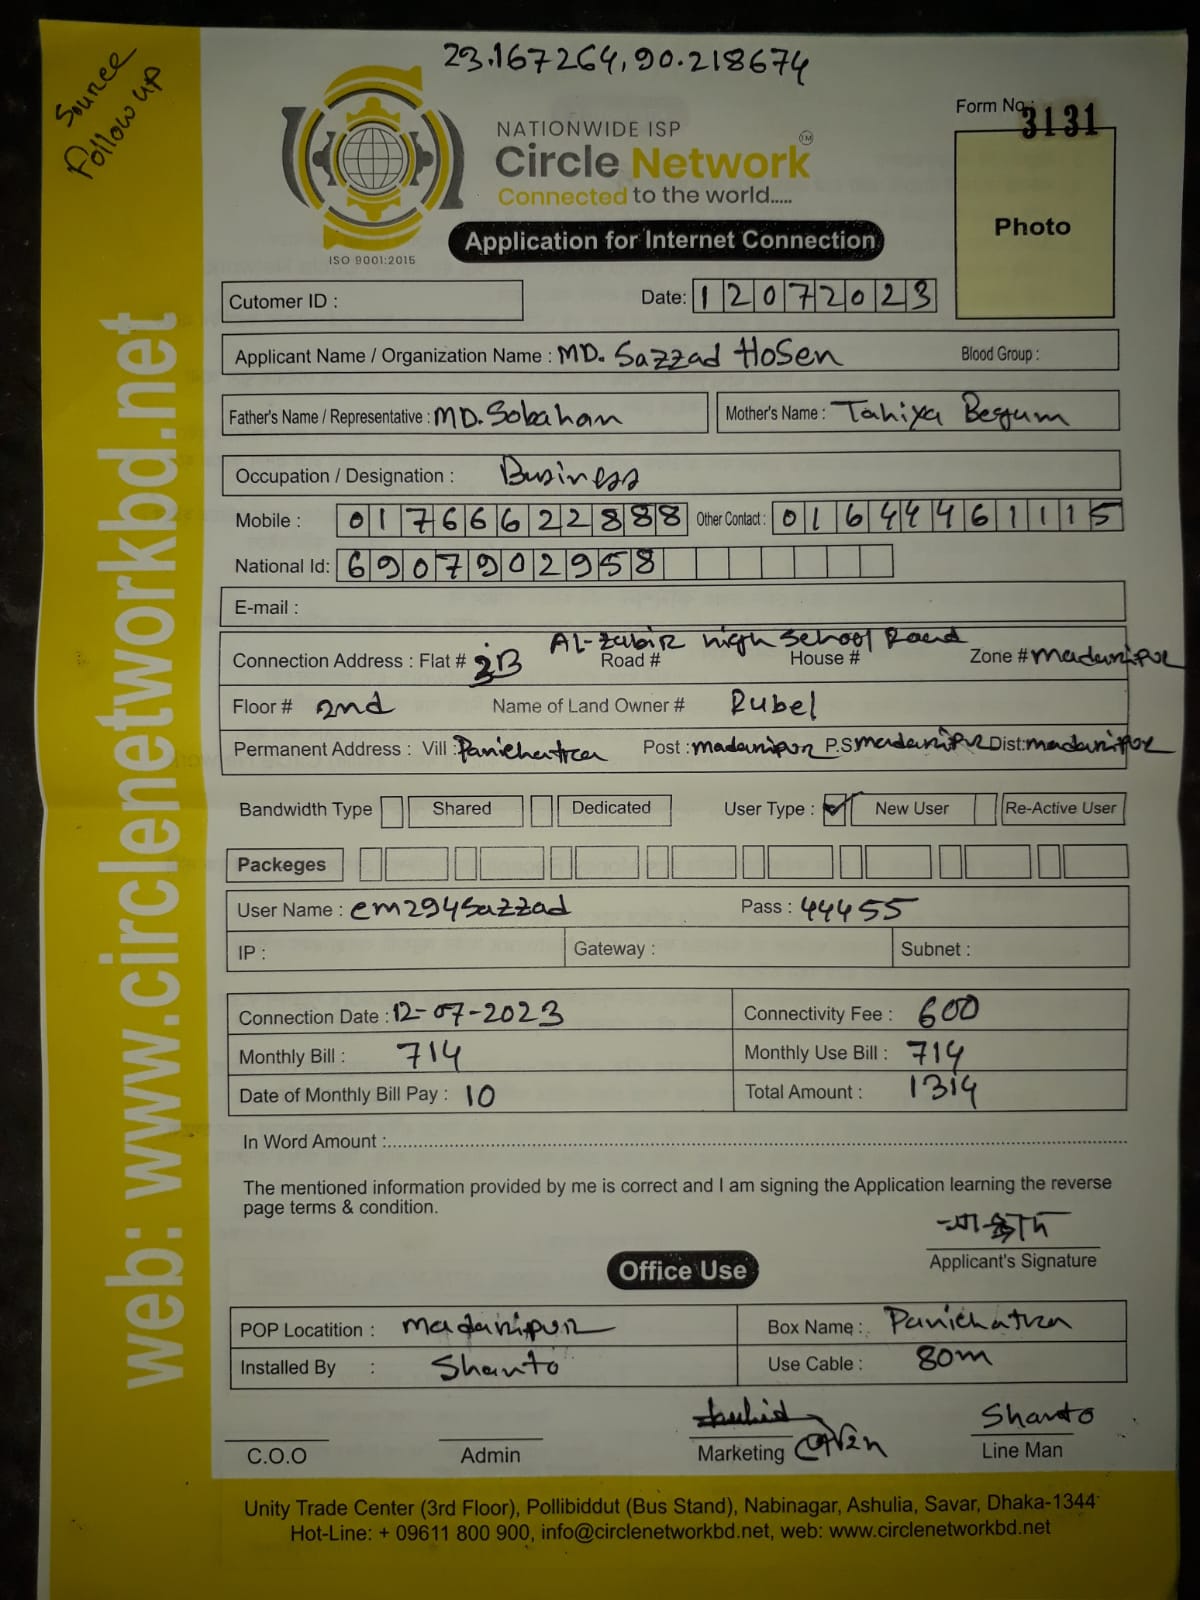 23.167264,90.218674
Source
Follow up
NATIONWIDE ISP
Circle Network
TM
Connected to the world.....
ISO 9001:2015
Form No.: 3131
Photo
Application for Internet Connection
Cutomer ID :
Date: 12072023
Applicant Name / Organization Name : MD. Sazzad HoSen Blood Group :
Father's Name / Representative : MD. Sobahan Mother's Name : Tahiya Begum
Occupation / Designation : Business
Mobile : 01766622888 Other Contact : 01644461115
National Id: 6907902958
E-mail :
AL-zabir high School Road
Connection Address : Flat # 3B Road # House # Zone # madaripur
Floor # 2nd Name of Land Owner # Rubel
Permanent Address : Vill : Panichatra Post : madaripur P.S madaripur Dist: madaripur
Bandwidth Type Shared Dedicated User Type : ✓ New User Re-Active User
Packeges
User Name : em294Sazzad Pass : 44455
IP : Gateway : Subnet :
Connection Date : 12-07-2023 Connectivity Fee : 600
Monthly Bill : 714 Monthly Use Bill : 714
Date of Monthly Bill Pay : 10 Total Amount : 1314
In Word Amount :
The mentioned information provided by me is correct and I am signing the Application learning the reverse
page terms & condition.
Applicant's Signature
Office Use
POP Locatition : madaripur Box Name : Panichatra
Installed By : Shanto Use Cable : 80m
Shanto
C.O.O Admin Marketing Line Man
Unity Trade Center (3rd Floor), Pollibiddut (Bus Stand), Nabinagar, Ashulia, Savar, Dhaka-1344
Hot-Line: + 09611 800 900, info@circlenetworkbd.net, web: www.circlenetworkbd.net
web: www.circlenetworkbd.net